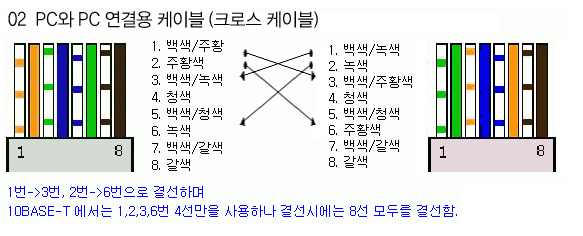 02 PC와 PC 연결용 케이블 (크로스 케이블)
1. 백색/주황
2. 주황색
3. 백색/녹색
4. 청색
5. 백색/청색
6. 녹색
7. 백색/갈색
8. 갈색
1. 백색/녹색
2. 녹색
3. 백색/주황색
4. 청색
5. 백색/청색
6. 주황색
7. 백색/갈색
8. 갈색
1 8
1 8
1번->3번, 2번->6번으로 결선하며
10BASE-T 에서는 1,2,3,6번 4선만을 사용하나 결선시에는 8선 모두를 결선함.